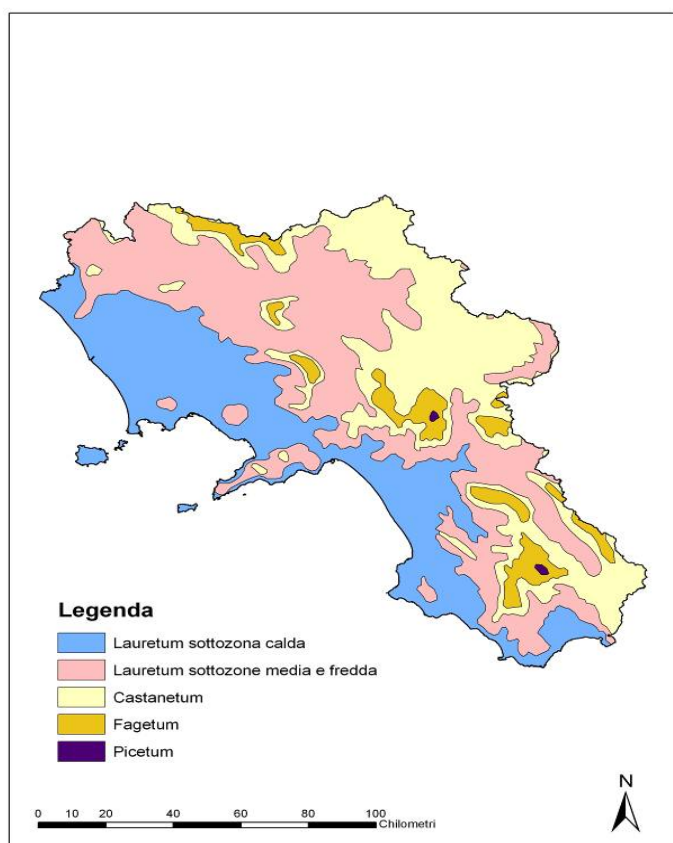 Legenda
Lauretum sottozona calda
Lauretum sottozone media e fredda
Castanetum
Fagetum
Picetum
N
0 10 20 40 60 80 100
Chilometri